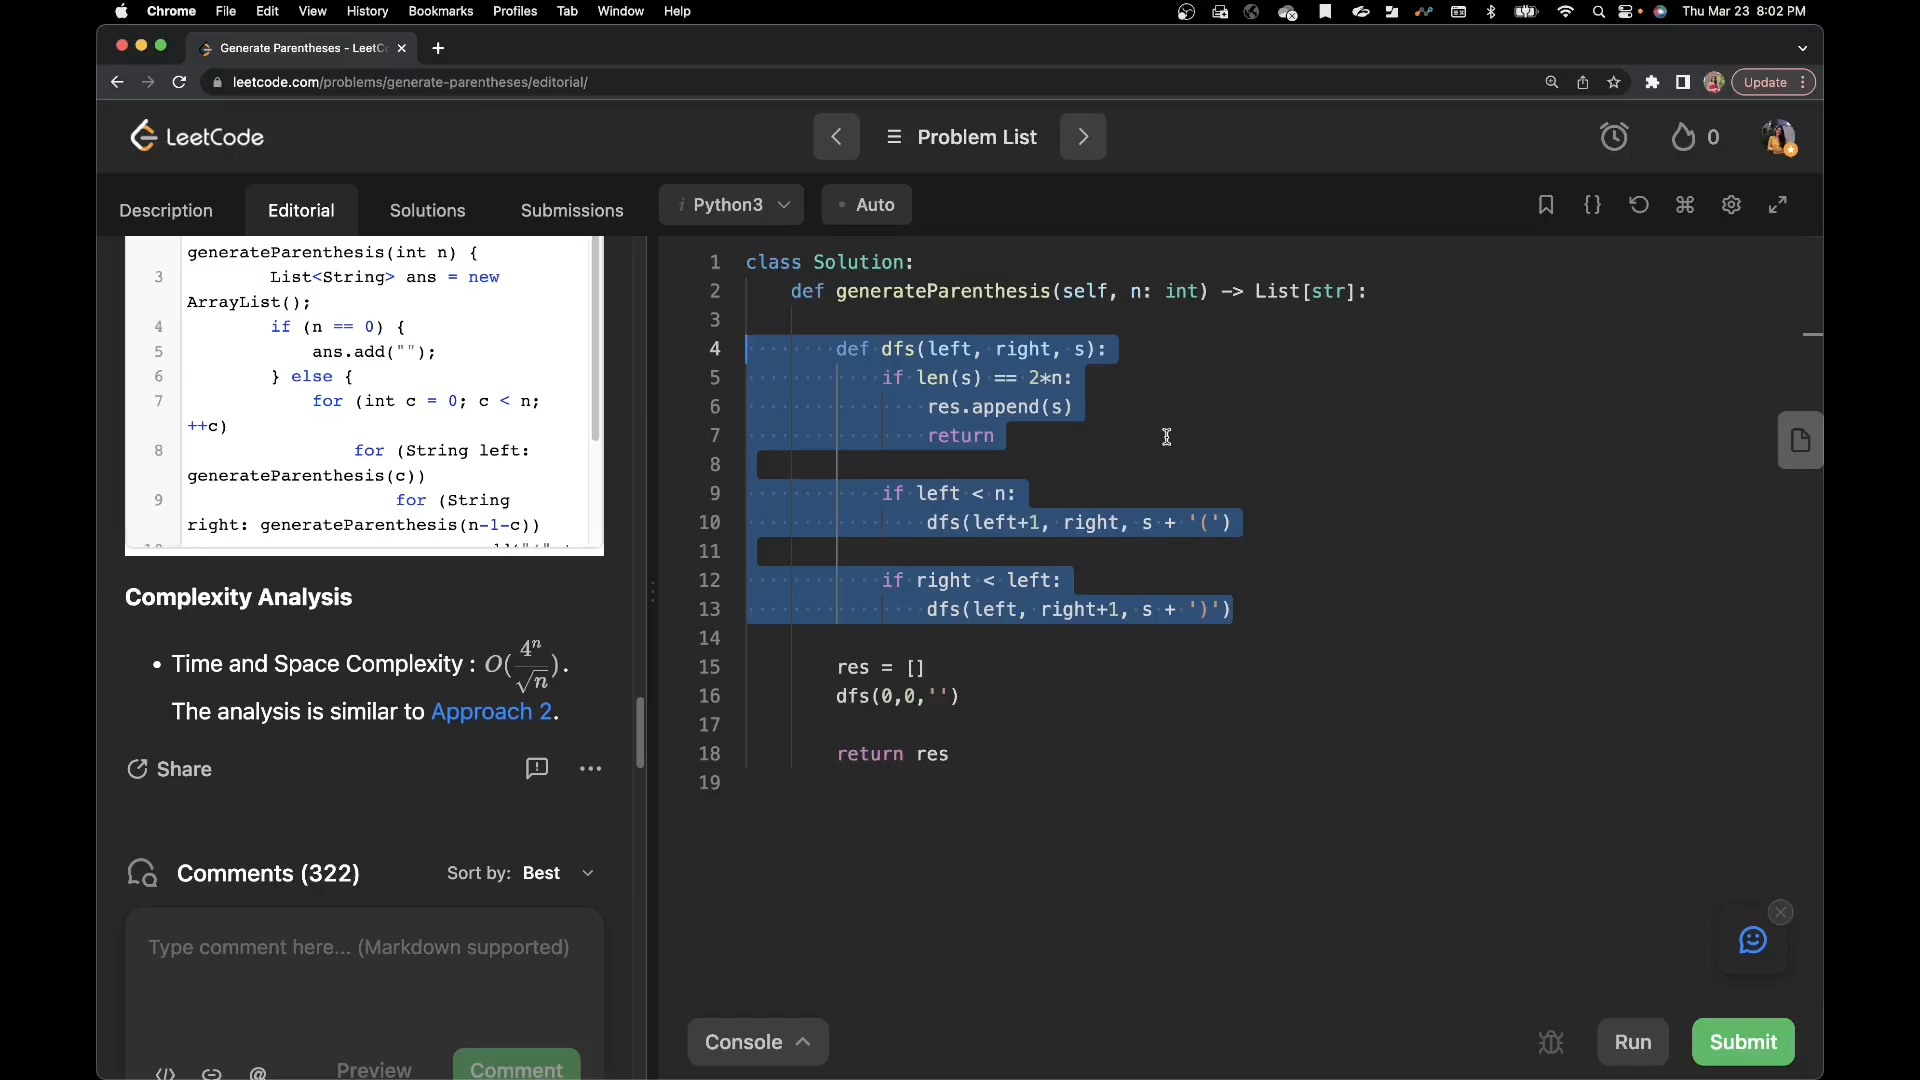 Chrome File Edit View History Bookmarks Profiles Tab Window Help Thu Mar 23 8:02 PM
Generate Parentheses - LeetC
leetcode.com/problems/generate-parentheses/editorial/
Update
LeetCode
Problem List
0
Description Editorial Solutions Submissions
i Python3
Auto
generateParenthesis(int n) {
3 List<String> ans = new
ArrayList();
4 if (n == 0) {
5 ans.add("");
6 } else {
7 for (int c = 0; c < n;
++c)
8 for (String left:
generateParenthesis(c))
9 for (String
right: generateParenthesis(n-1-c))
Complexity Analysis
• Time and Space Complexity : O(4^n/√n).
The analysis is similar to Approach 2.
Share
Comments (322)
Sort by: Best
Type comment here... (Markdown supported)
Preview
Comment
1 class Solution:
2 def generateParenthesis(self, n: int) -> List[str]:
3
4 def dfs(left, right, s):
5 if len(s) == 2*n:
6 res.append(s)
7 return
8
9 if left < n:
10 dfs(left+1, right, s + '(')
11
12 if right < left:
13 dfs(left, right+1, s + ')')
14
15 res = []
16 dfs(0,0,'')
17
18 return res
19
Console
Run
Submit